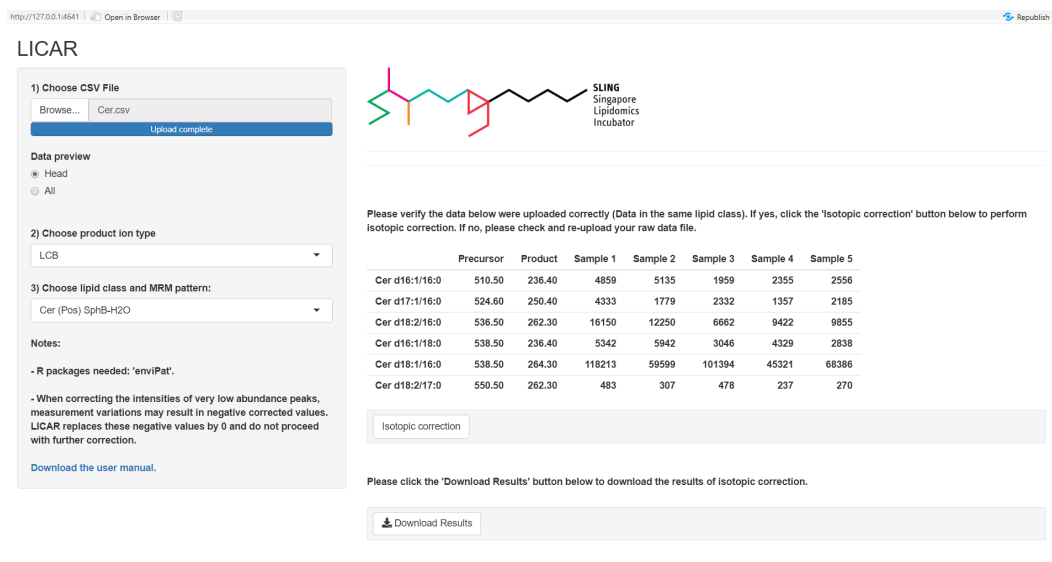 http://127.0.0.1:4641 Open in Browser Republish
LICAR
1) Choose CSV File
Browse... Cer.csv
Upload complete
Data preview
Head
All
2) Choose product ion type
LCB
3) Choose lipid class and MRM pattern:
Cer (Pos) SphB-H2O
Notes:
- R packages needed: 'enviPat'.
- When correcting the intensities of very low abundance peaks,
measurement variations may result in negative corrected values.
LICAR replaces these negative values by 0 and do not proceed
with further correction.
Download the user manual.
SLING
Singapore
Lipidomics
Incubator
Please verify the data below were uploaded correctly (Data in the same lipid class). If yes, click the 'Isotopic correction' button below to perform
isotopic correction. If no, please check and re-upload your raw data file.
Precursor Product Sample 1 Sample 2 Sample 3 Sample 4 Sample 5
Cer d16:1/16:0 510.50 236.40 4859 5135 1959 2355 2556
Cer d17:1/16:0 524.60 250.40 4333 1779 2332 1357 2185
Cer d18:2/16:0 536.50 262.30 16150 12250 6662 9422 9855
Cer d16:1/18:0 538.50 236.40 5342 5942 3046 4329 2838
Cer d18:1/16:0 538.50 264.30 118213 59599 101394 45321 68386
Cer d18:2/17:0 550.50 262.30 483 307 478 237 270
Isotopic correction
Please click the 'Download Results' button below to download the results of isotopic correction.
Download Results